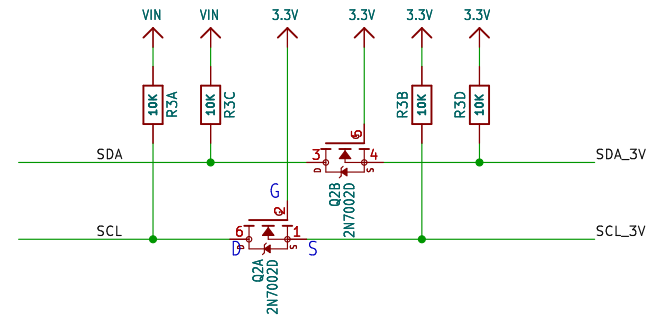 VIN VIN 3.3V 3.3V 3.3V 3.3V
10K R3A 10K R3C 10K R3B 10K R3D
5
SDA 3 4 SDA_3V
D S
Q2B
2N7002D
G
2
SCL 6 1 SCL_3V
D D S S
Q2A
2N7002D